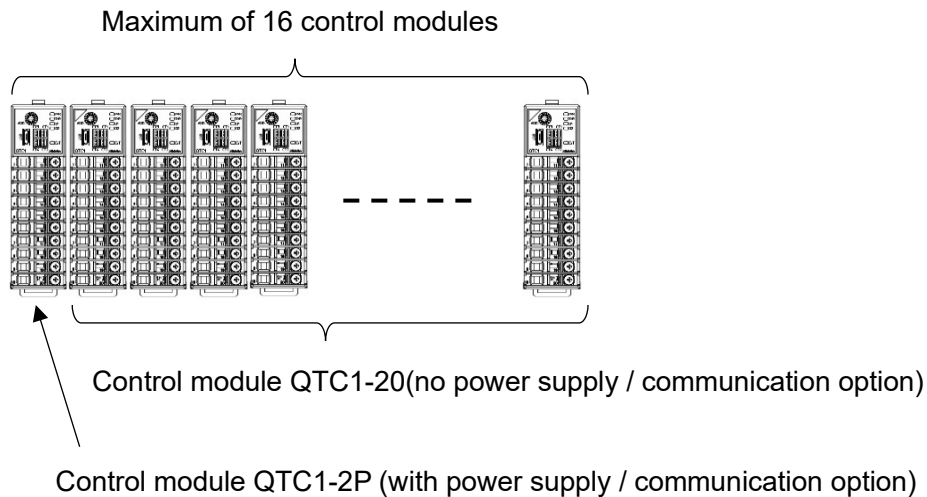 Maximum of 16 control modules
Control module QTC1-20(no power supply / communication option)
Control module QTC1-2P (with power supply / communication option)